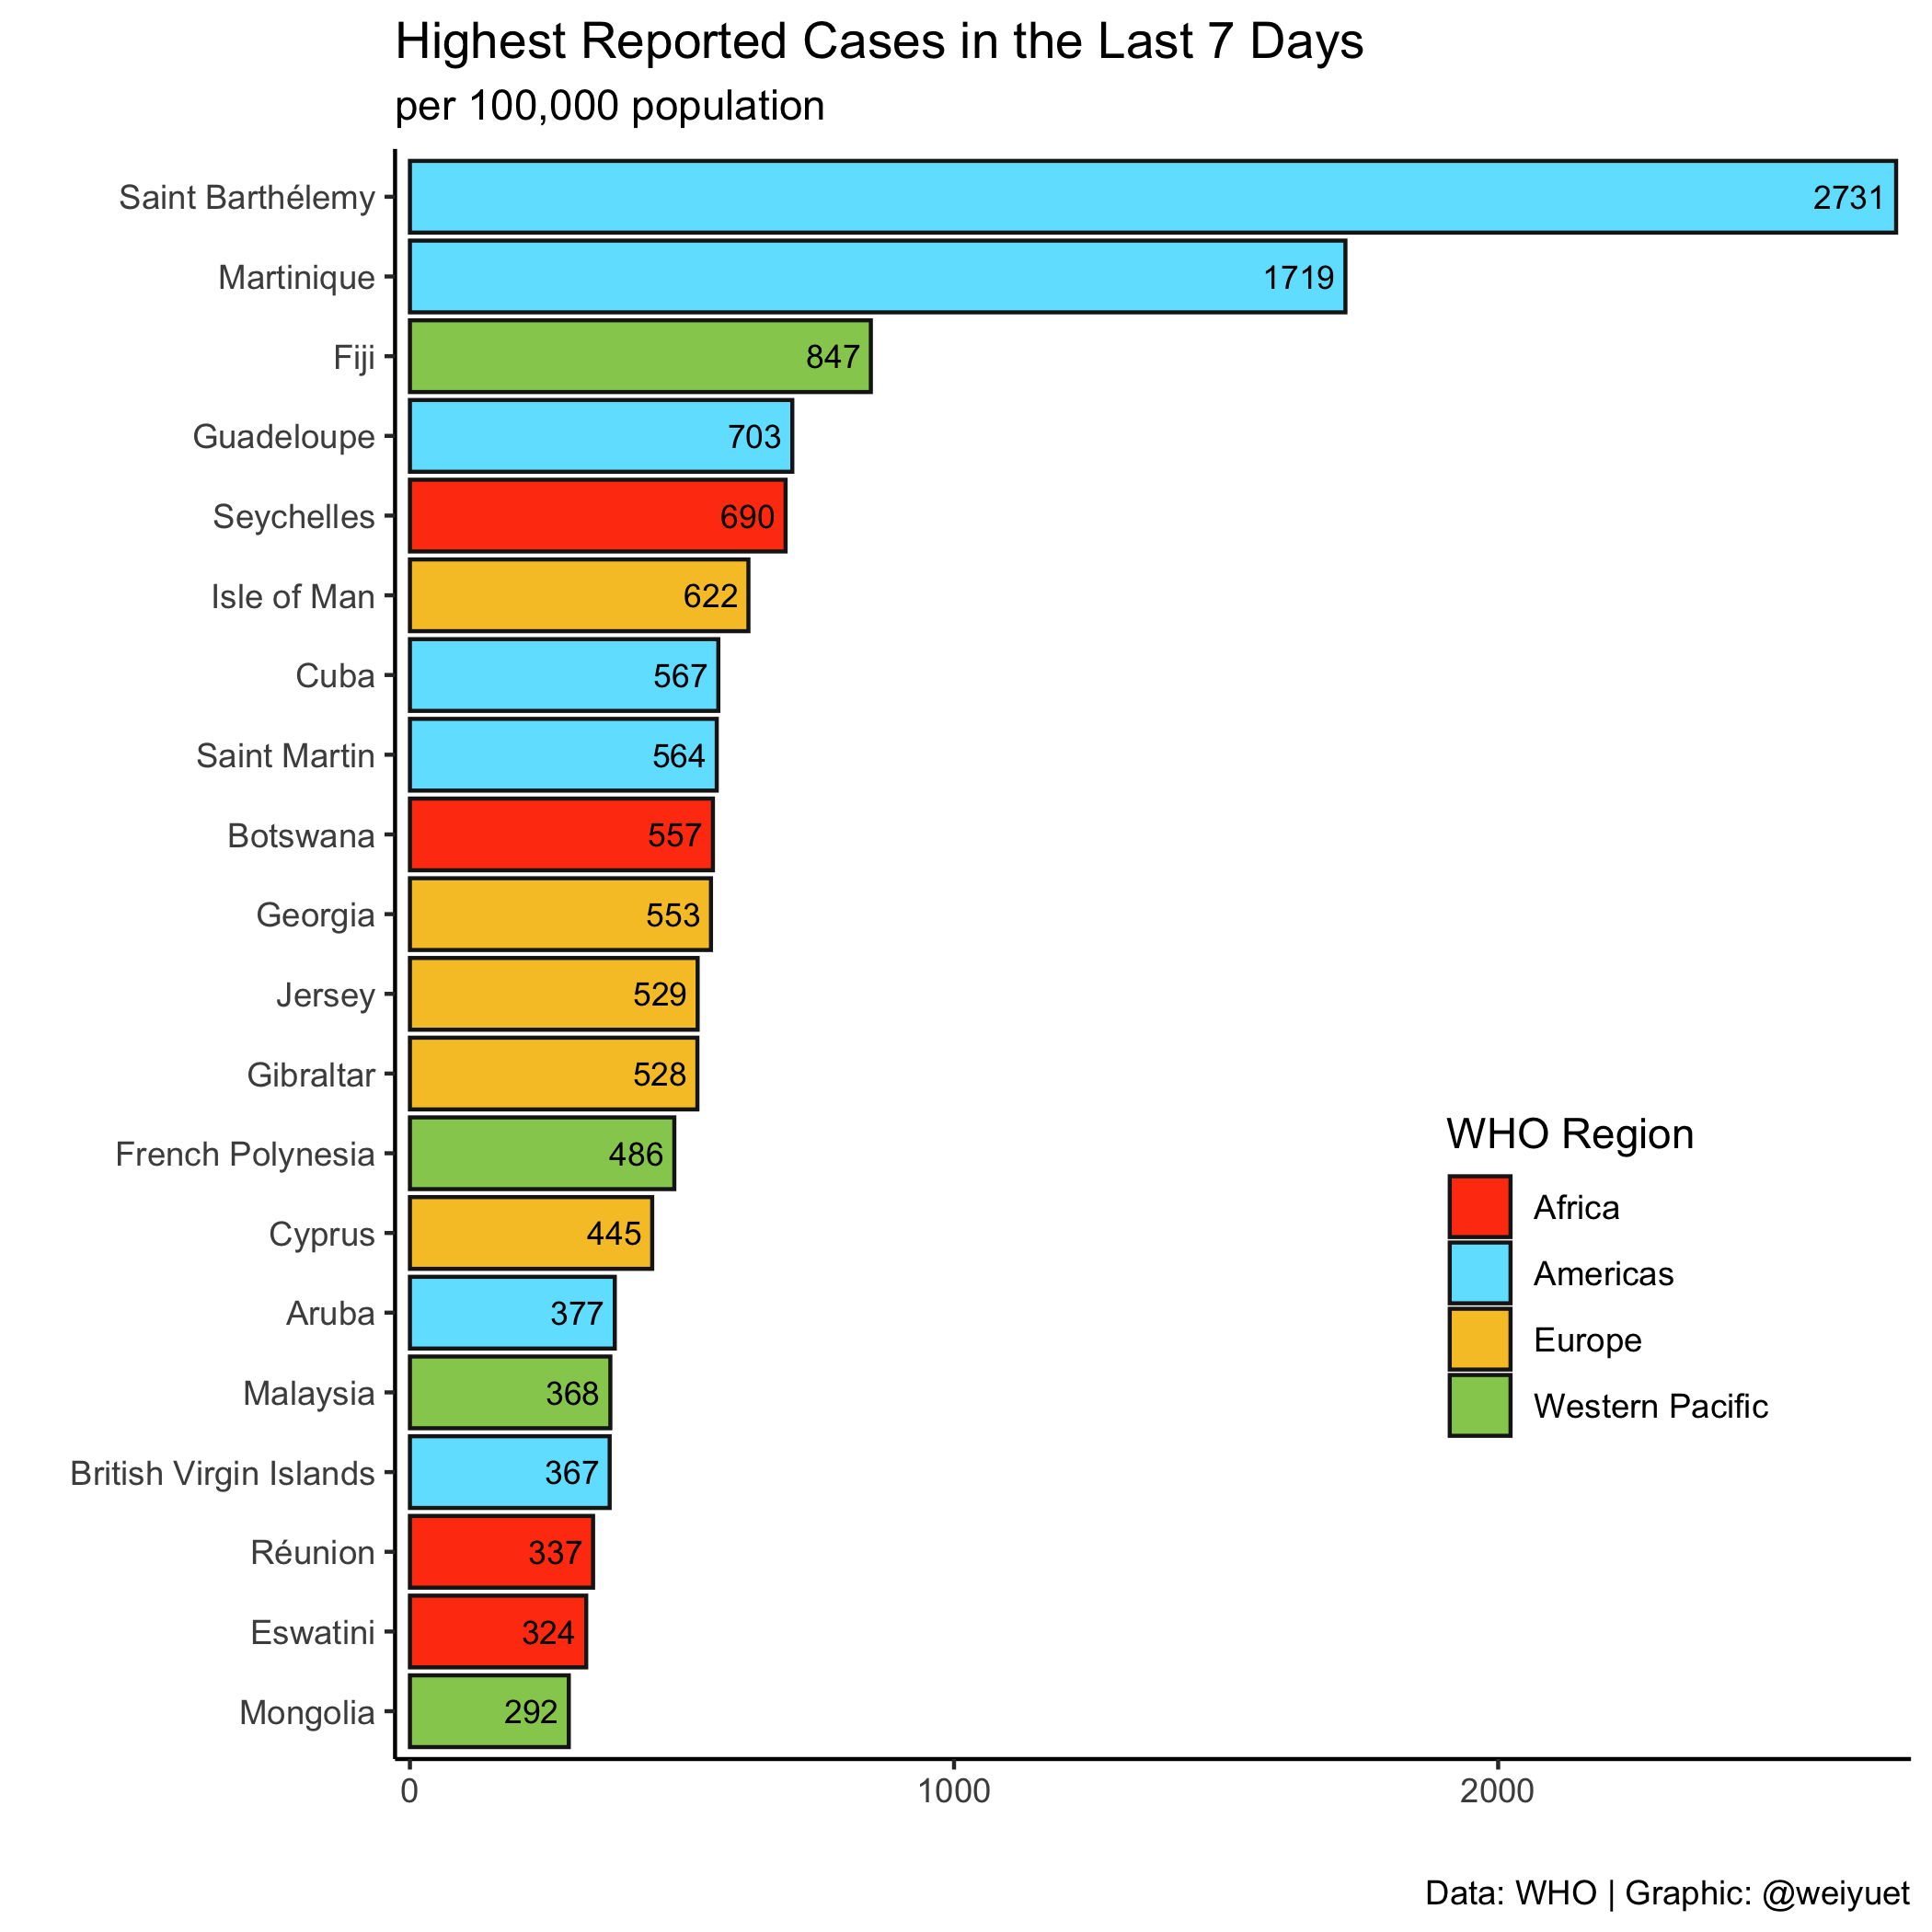 Highest Reported Cases in the Last 7 Days
per 100,000 population
Saint Barthélemy 2731
Martinique 1719
Fiji 847
Guadeloupe 703
Seychelles 690
Isle of Man 622
Cuba 567
Saint Martin 564
Botswana 557
Georgia 553
Jersey 529
Gibraltar 528
French Polynesia 486
Cyprus 445
Aruba 377
Malaysia 368
British Virgin Islands 367
Réunion 337
Eswatini 324
Mongolia 292
0 1000 2000
WHO Region
Africa
Americas
Europe
Western Pacific
Data: WHO | Graphic: @weiyuet